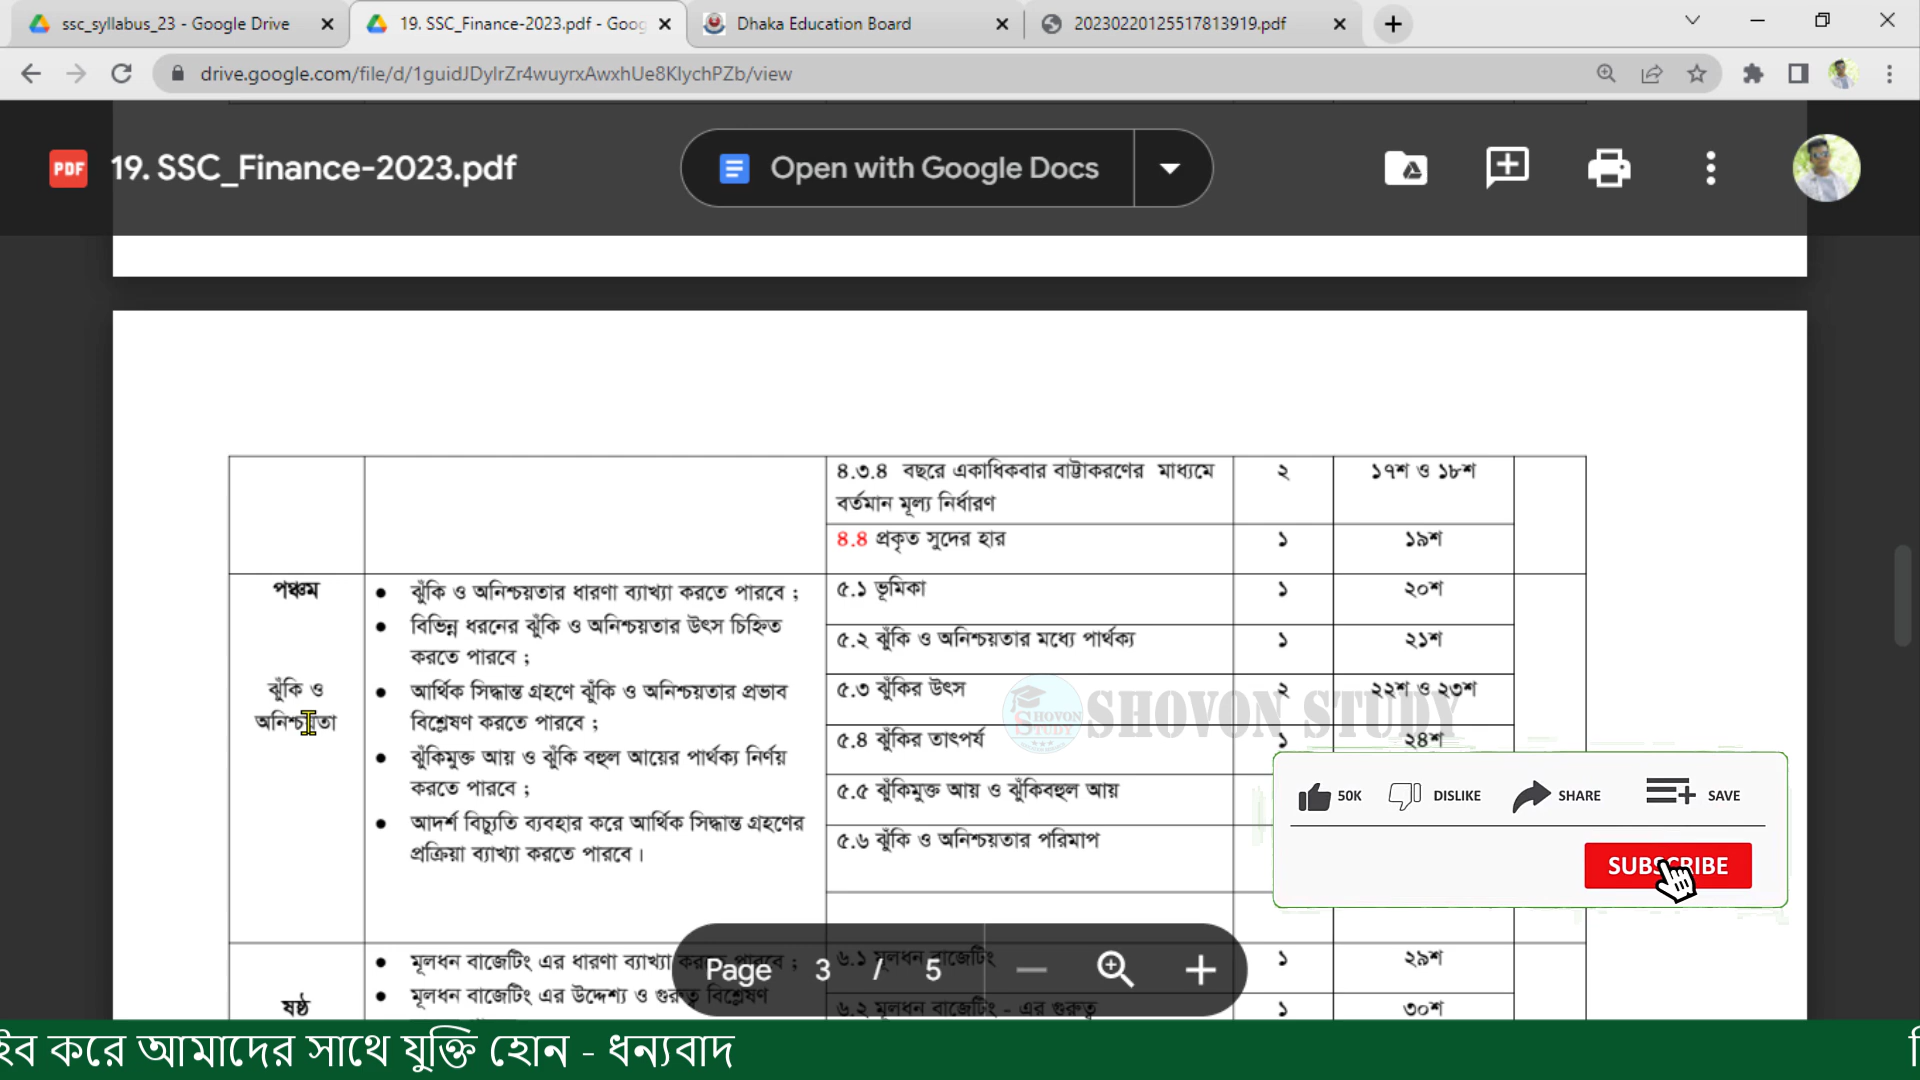 ssc_syllabus_23 - Google Drive
19. SSC_Finance-2023.pdf - Goog
Dhaka Education Board
20230220125517813919.pdf
drive.google.com/file/d/1guidJDylrZr4wuyrxAwxhUe8KlychPZb/view
PDF 19. SSC_Finance-2023.pdf
Open with Google Docs
৪.৩.৪ বছরে একাধিকবার বাট্টাকরণের মাধ্যমে বর্তমান মূল্য নির্ধারণ ২ ১৭শ ও ১৮শ
৪.৪ প্রকৃত সুদের হার ১ ১৯শ
পঞ্চম
ঝুঁকি ও
অনিশ্চয়তা
ঝুঁকি ও অনিশ্চয়তার ধারণা ব্যাখ্যা করতে পারবে ;
বিভিন্ন ধরনের ঝুঁকি ও অনিশ্চয়তার উৎস চিহ্নিত
করতে পারবে ;
আর্থিক সিদ্ধান্ত গ্রহণে ঝুঁকি ও অনিশ্চয়তার প্রভাব
বিশ্লেষণ করতে পারবে ;
ঝুঁকিমুক্ত আয় ও ঝুঁকি বহুল আয়ের পার্থক্য নির্ণয়
করতে পারবে ;
আদর্শ বিচ্যুতি ব্যবহার করে আর্থিক সিদ্ধান্ত গ্রহণের
প্রক্রিয়া ব্যাখ্যা করতে পারবে।
৫.১ ভূমিকা ১ ২০শ
৫.২ ঝুঁকি ও অনিশ্চয়তার মধ্যে পার্থক্য ১ ২১শ
৫.৩ ঝুঁকির উৎস ২ ২২শ ও ২৩শ
৫.৪ ঝুঁকির তাৎপর্য ১ ২৪শ
৫.৫ ঝুঁকিমুক্ত আয় ও ঝুঁকিবহুল আয়
৫.৬ ঝুঁকি ও অনিশ্চয়তার পরিমাপ
SHOVON STUDY
SHOVON STUDY
50K DISLIKE SHARE SAVE
SUBSCRIBE
ষষ্ঠ
মূলধন বাজেটিং এর ধারণা ব্যাখ্যা করতে পারবে ;
মূলধন বাজেটিং এর উদ্দেশ্য ও গুরুত্ব বিশ্লেষণ
৬.১ মূলধন বাজেটিং ১ ২৯শ
৬.২ মূলধন বাজেটিং - এর গুরুত্ব ১ ৩০শ
Page 3 / 5
ইব করে আমাদের সাথে যুক্তি হোন - ধন্যবাদ